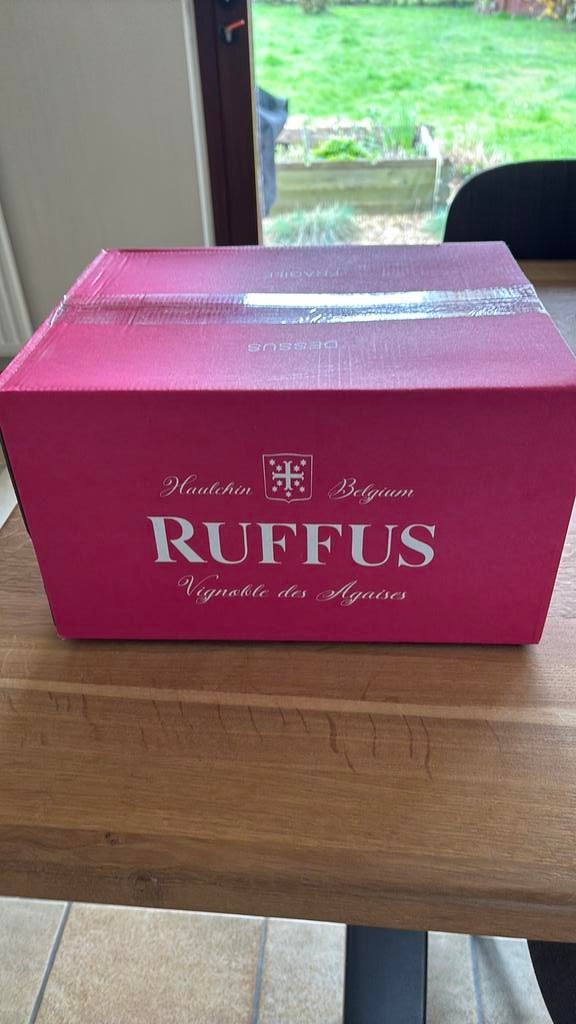 FRAGILE
DESSUS
Haulchin Belgium
RUFFUS
Vignoble des Agaises